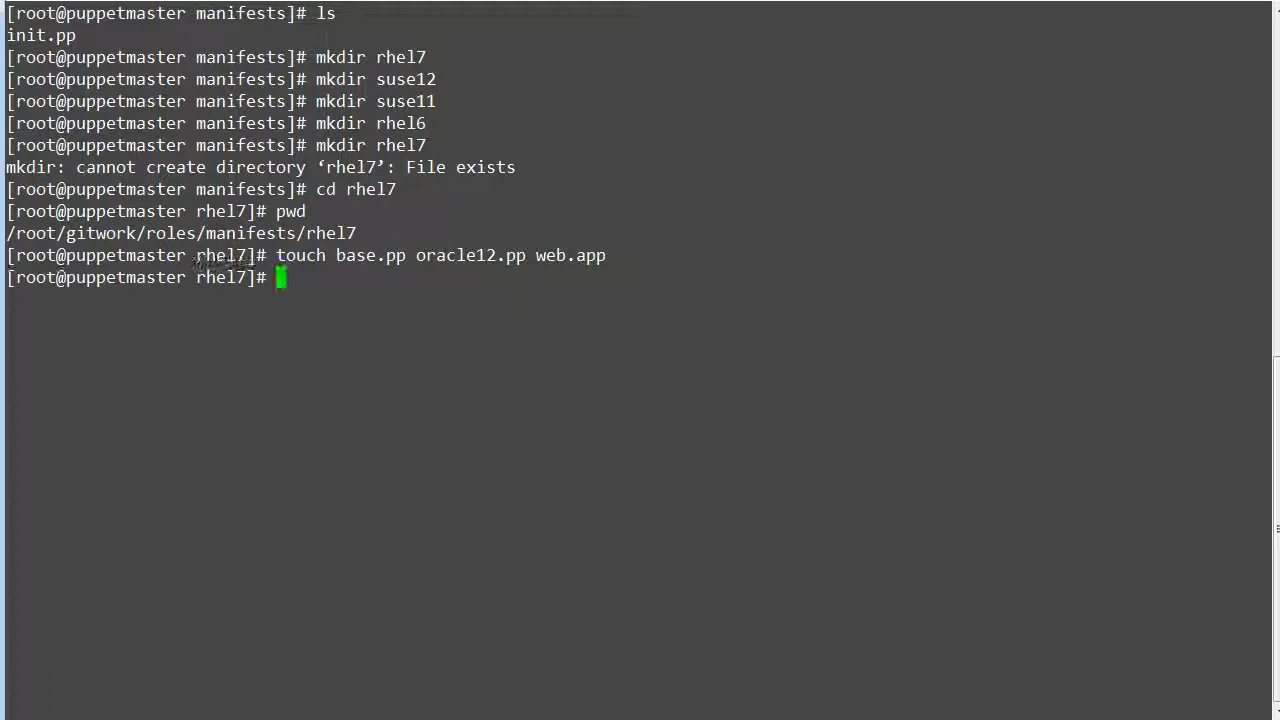 [root@puppetmaster manifests]# ls
init.pp
[root@puppetmaster manifests]# mkdir rhel7
[root@puppetmaster manifests]# mkdir suse12
[root@puppetmaster manifests]# mkdir suse11
[root@puppetmaster manifests]# mkdir rhel6
[root@puppetmaster manifests]# mkdir rhel7
mkdir: cannot create directory ‘rhel7’: File exists
[root@puppetmaster manifests]# cd rhel7
[root@puppetmaster rhel7]# pwd
/root/gitwork/roles/manifests/rhel7
[root@puppetmaster rhel7]# touch base.pp oracle12.pp web.app
[root@puppetmaster rhel7]#